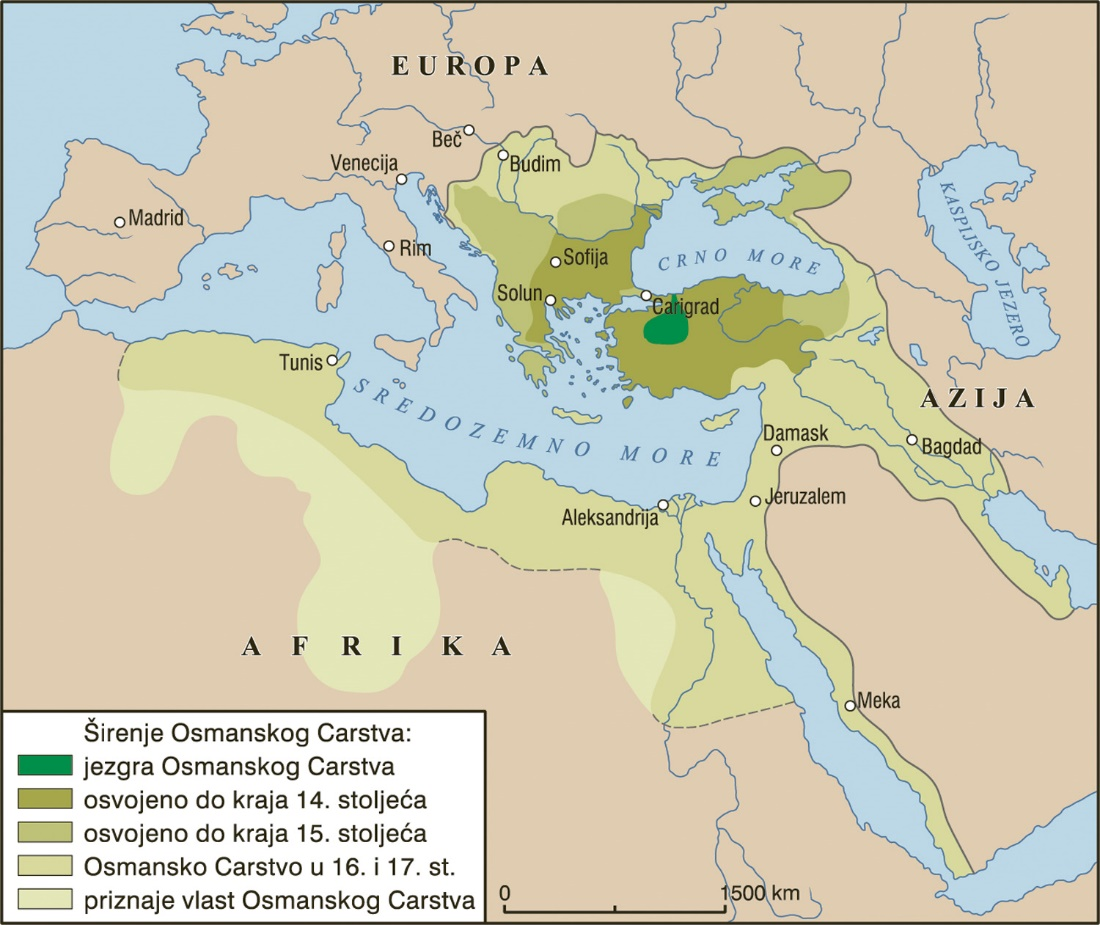 EUROPA
Beč
Budim
Venecija
Madrid
Rim
Sofija
CRNO MORE
KASPIJSKO JEZERO
Solun
Carigrad
Tunis
SREDOZEMNO MORE
AZIJA
Damask
Bagdad
Jeruzalem
Aleksandrija
AFRIKA
Meka
Širenje Osmanskog Carstva:
jezgra Osmanskog Carstva
osvojeno do kraja 14. stoljeća
osvojeno do kraja 15. stoljeća
Osmansko Carstvo u 16. i 17. st.
priznaje vlast Osmanskog Carstva
0 1500 km